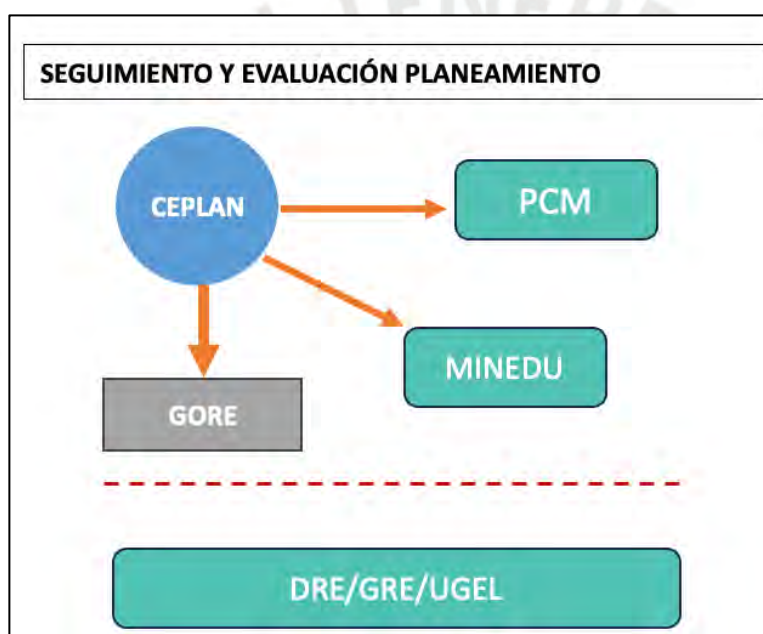 SEGUIMIENTO Y EVALUACIÓN PLANEAMIENTO
CEPLAN
PCM
MINEDU
GORE
DRE/GRE/UGEL